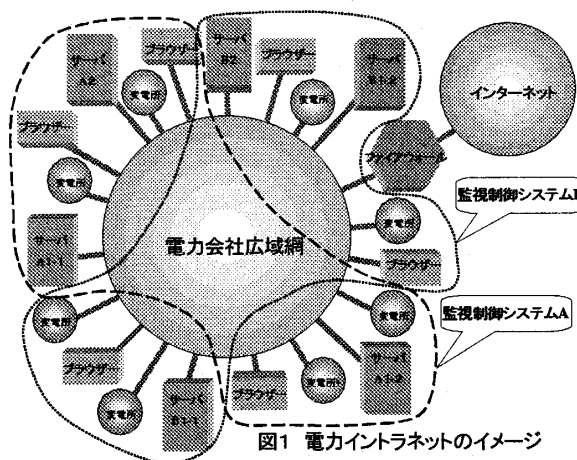 サーバ
A2
ブラウザー
サーバ
B2
ブラウザー
サーバ
B1-2
変電所
変電所
インターネット
ブラウザー
ファイアウォール
変電所
監視制御システムB
変電所
電力会社広域網
サーバ
A1-1
ブラウザー
監視制御システムA
変電所
変電所
ブラウザー
サーバ
A1-2
変電所
ブラウザー
変電所
サーバ
B1-1
図1 電力イントラネットのイメージ